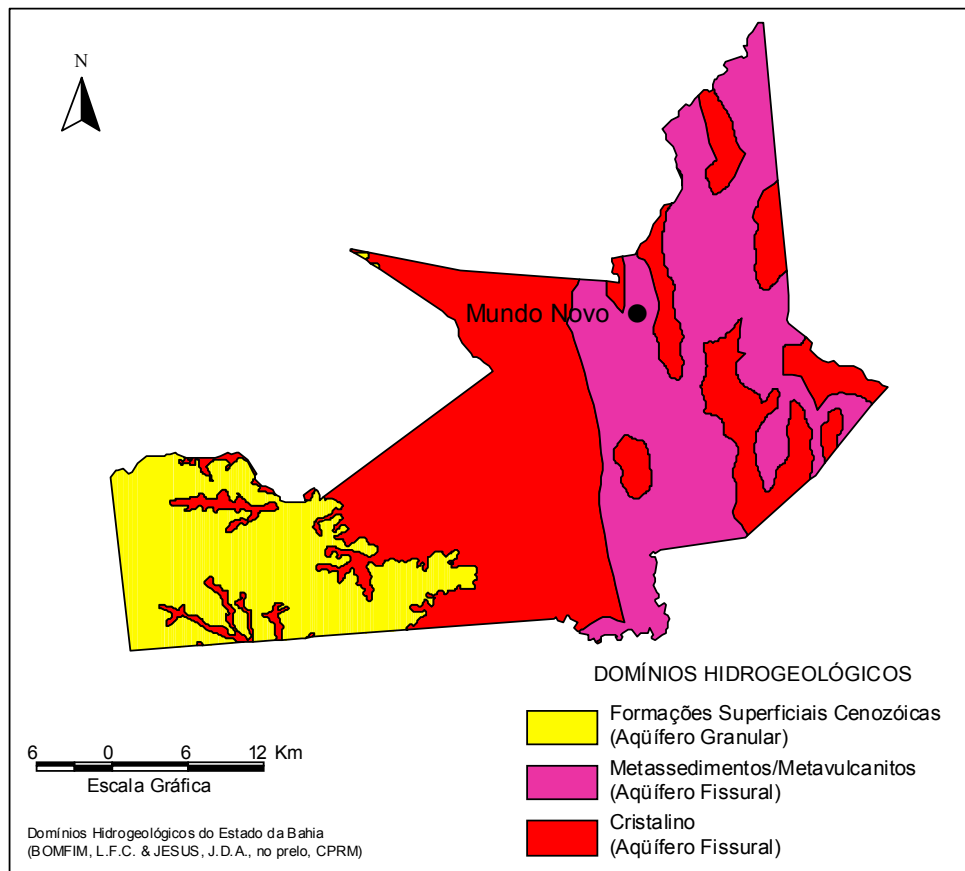 N
Mundo Novo
DOMÍNIOS HIDROGEOLÓGICOS
Formações Superficiais Cenozóicas
(Aqüífero Granular)
Metassedimentos/Metavulcanitos
(Aqüífero Fissural)
Cristalino
(Aqüífero Fissural)
6 0 6 12 Km
Escala Gráfica
Domínios Hidrogeológicos do Estado da Bahia
(BOMFIM, L.F.C. & JESUS, J.D.A., no prelo, CPRM)